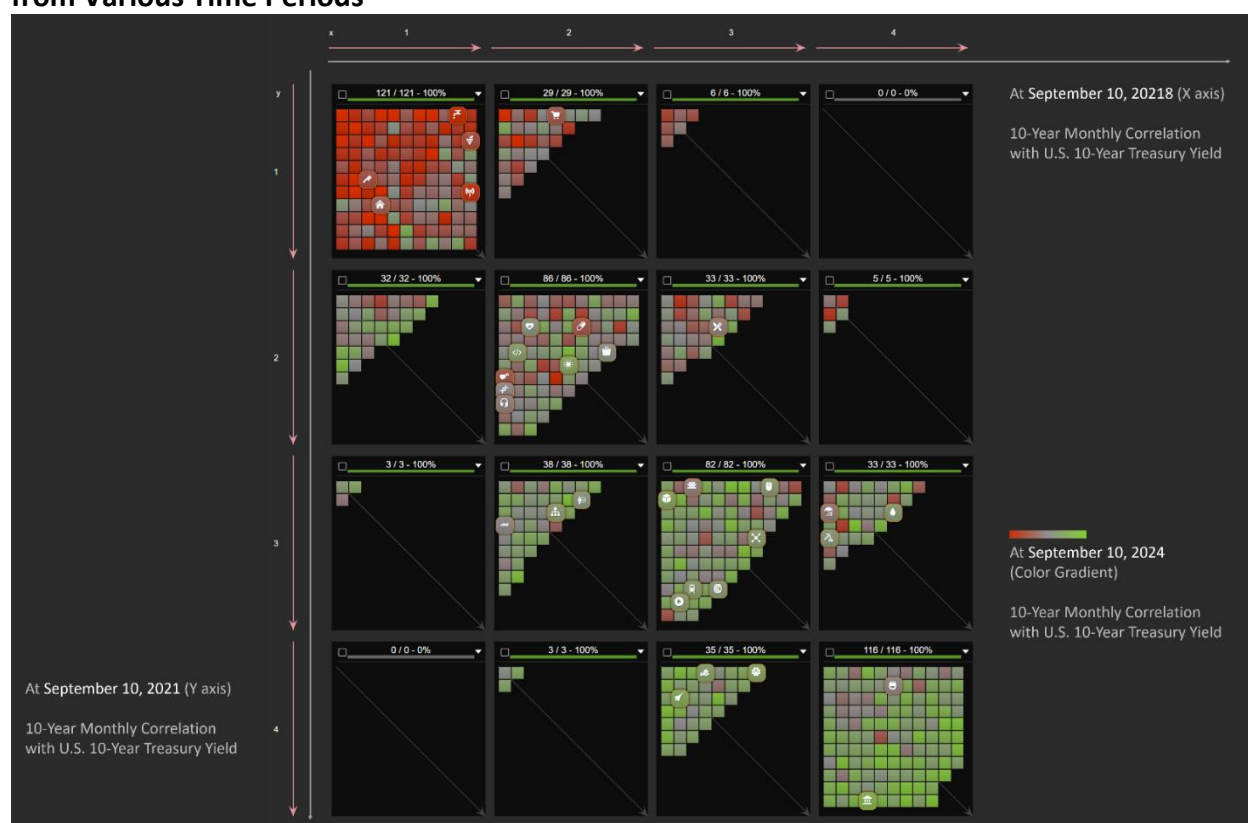 from Various Time Periods
x 1 2 3 4
y
121 / 121 - 100% 29 / 29 - 100% 6 / 6 - 100% 0 / 0 - 0%
At September 10, 20218 (X axis)
10-Year Monthly Correlation
with U.S. 10-Year Treasury Yield
1
32 / 32 - 100% 86 / 86 - 100% 33 / 33 - 100% 5 / 5 - 100%
2
3 / 3 - 100% 38 / 38 - 100% 82 / 82 - 100% 33 / 33 - 100%
3
At September 10, 2024
(Color Gradient)
10-Year Monthly Correlation
with U.S. 10-Year Treasury Yield
0 / 0 - 0% 3 / 3 - 100% 35 / 35 - 100% 116 / 116 - 100%
At September 10, 2021 (Y axis)
10-Year Monthly Correlation
with U.S. 10-Year Treasury Yield
4